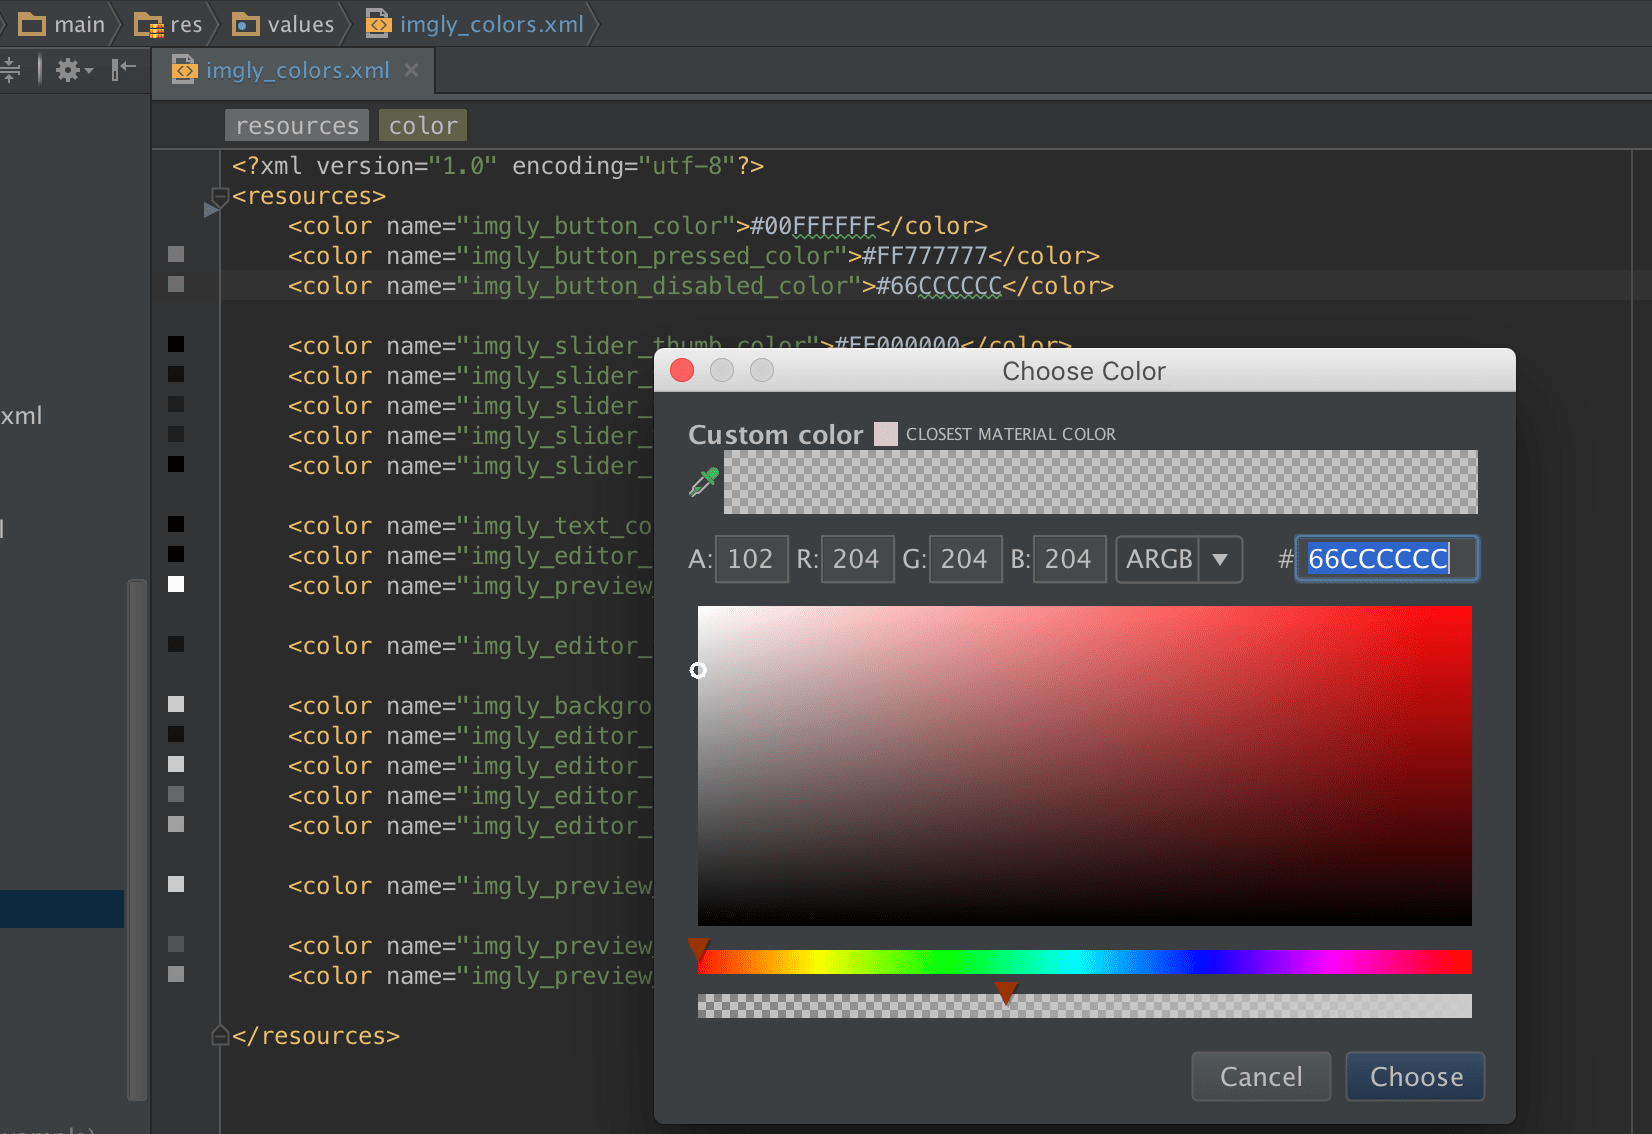 main res values imgly_colors.xml
imgly_colors.xml
resources color
<?xml version="1.0" encoding="utf-8"?>
<resources>
<color name="imgly_button_color">#00FFFFFF</color>
<color name="imgly_button_pressed_color">#FF777777</color>
<color name="imgly_button_disabled_color">#66CCCCCC</color>
<color name="imgly_slider_thumb_color">#FF000000</color>
<color name="imgly_slider_
<color name="imgly_slider_
<color name="imgly_slider_
<color name="imgly_slider_
<color name="imgly_text_co
<color name="imgly_editor_
<color name="imgly_preview_
<color name="imgly_editor_
<color name="imgly_backgro
<color name="imgly_editor_
<color name="imgly_editor_
<color name="imgly_editor_
<color name="imgly_editor_
<color name="imgly_preview_
<color name="imgly_preview_
<color name="imgly_preview_
</resources>
xml
Choose Color
Custom color CLOSEST MATERIAL COLOR
A: 102 R: 204 G: 204 B: 204 ARGB # 66CCCCCC
Cancel Choose